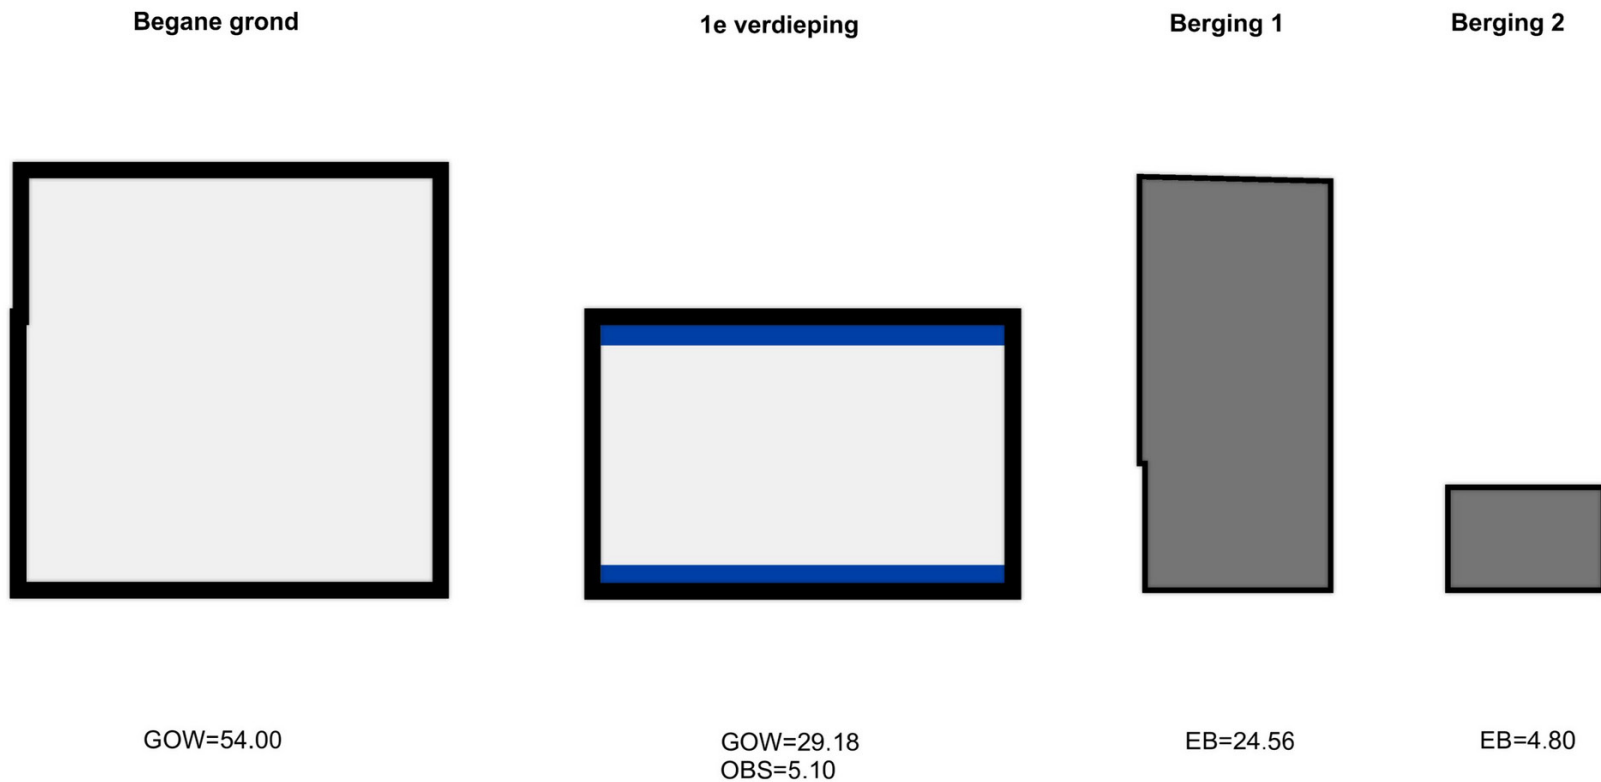 Begane grond
1e verdieping
Berging 1
Berging 2
GOW=54.00
GOW=29.18
OBS=5.10
EB=24.56
EB=4.80